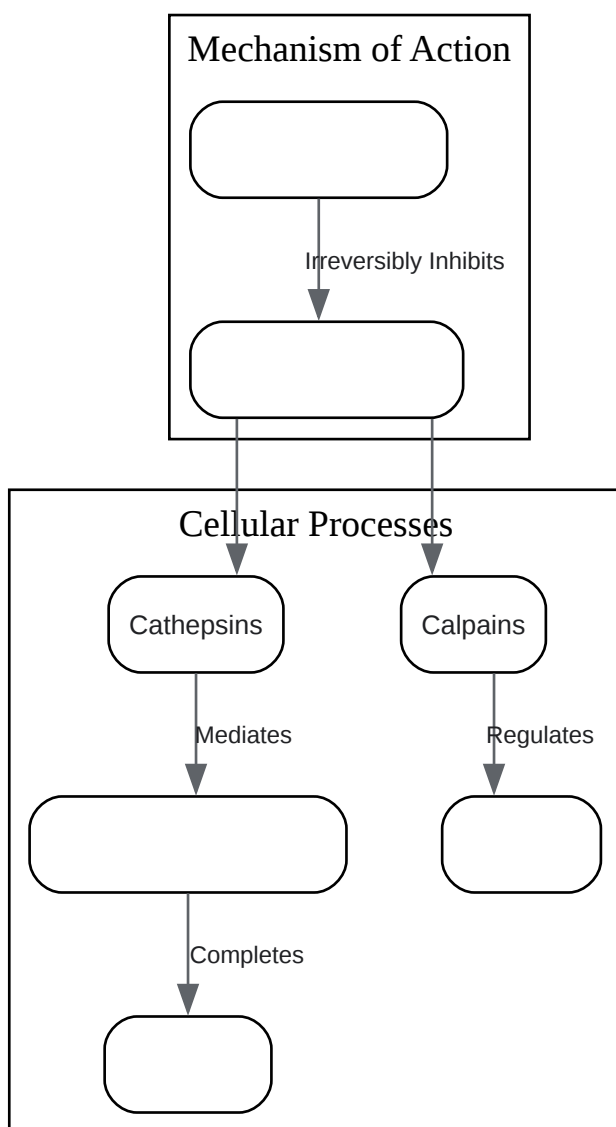 Mechanism of Action
Irreversibly Inhibits
Cellular Processes
Cathepsins
Calpains
Mediates
Regulates
Completes